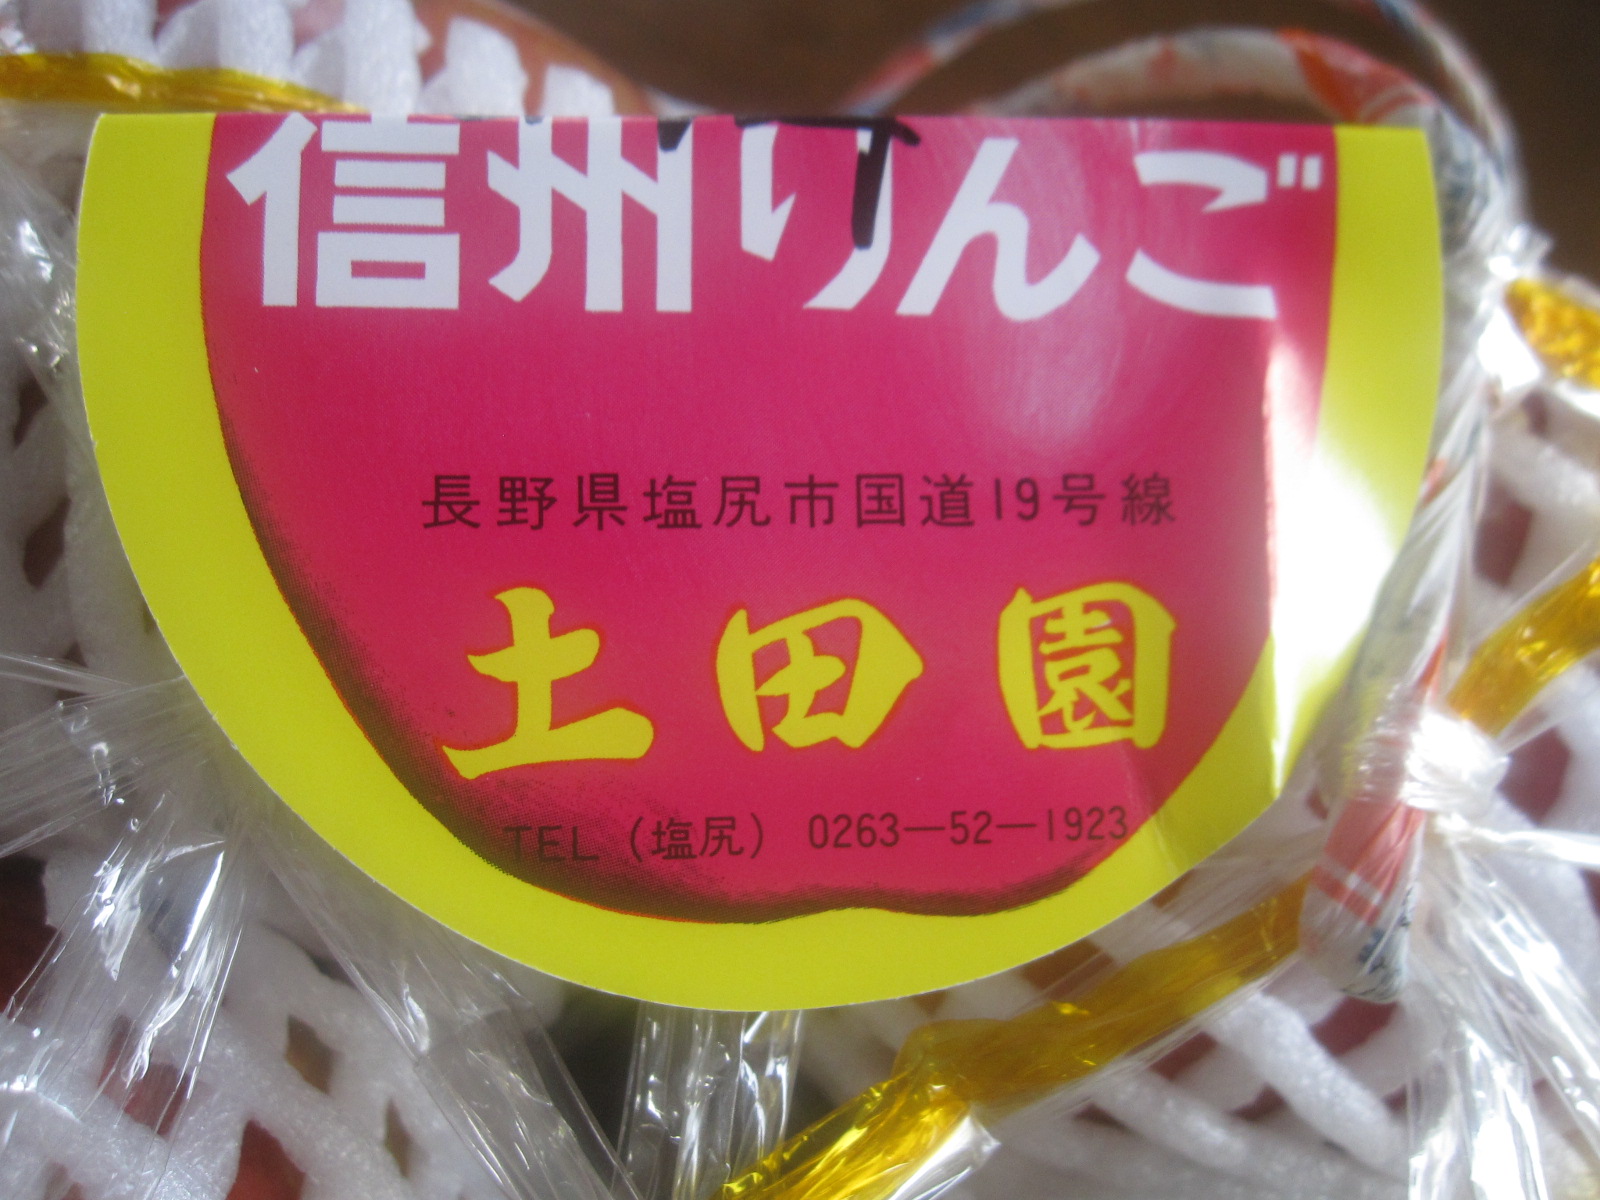 信州りんご
長野県塩尻市国道19号線
土田園
TEL（塩尻） 0263―52―1923